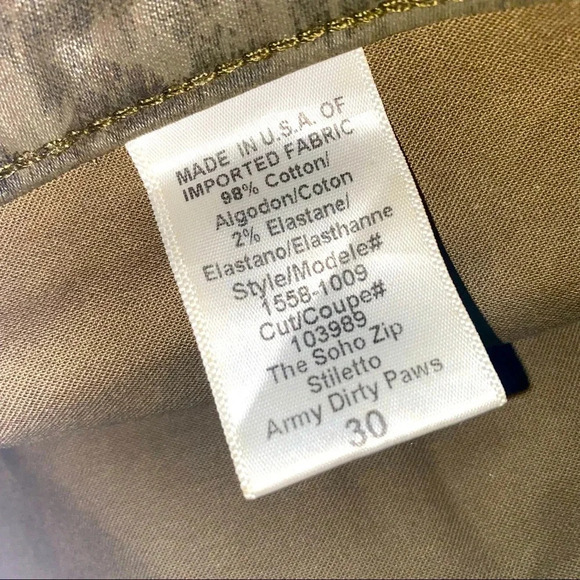 MADE IN U.S.A. OF
IMPORTED FABRIC
98% Cotton/
Algodon/Coton
2% Elastane/
Elastano/Elasthanne
Style/Modele#
1558-1009
Cut/Coupe#
103989
The Soho Zip
Stiletto
Army Dirty Paws
30